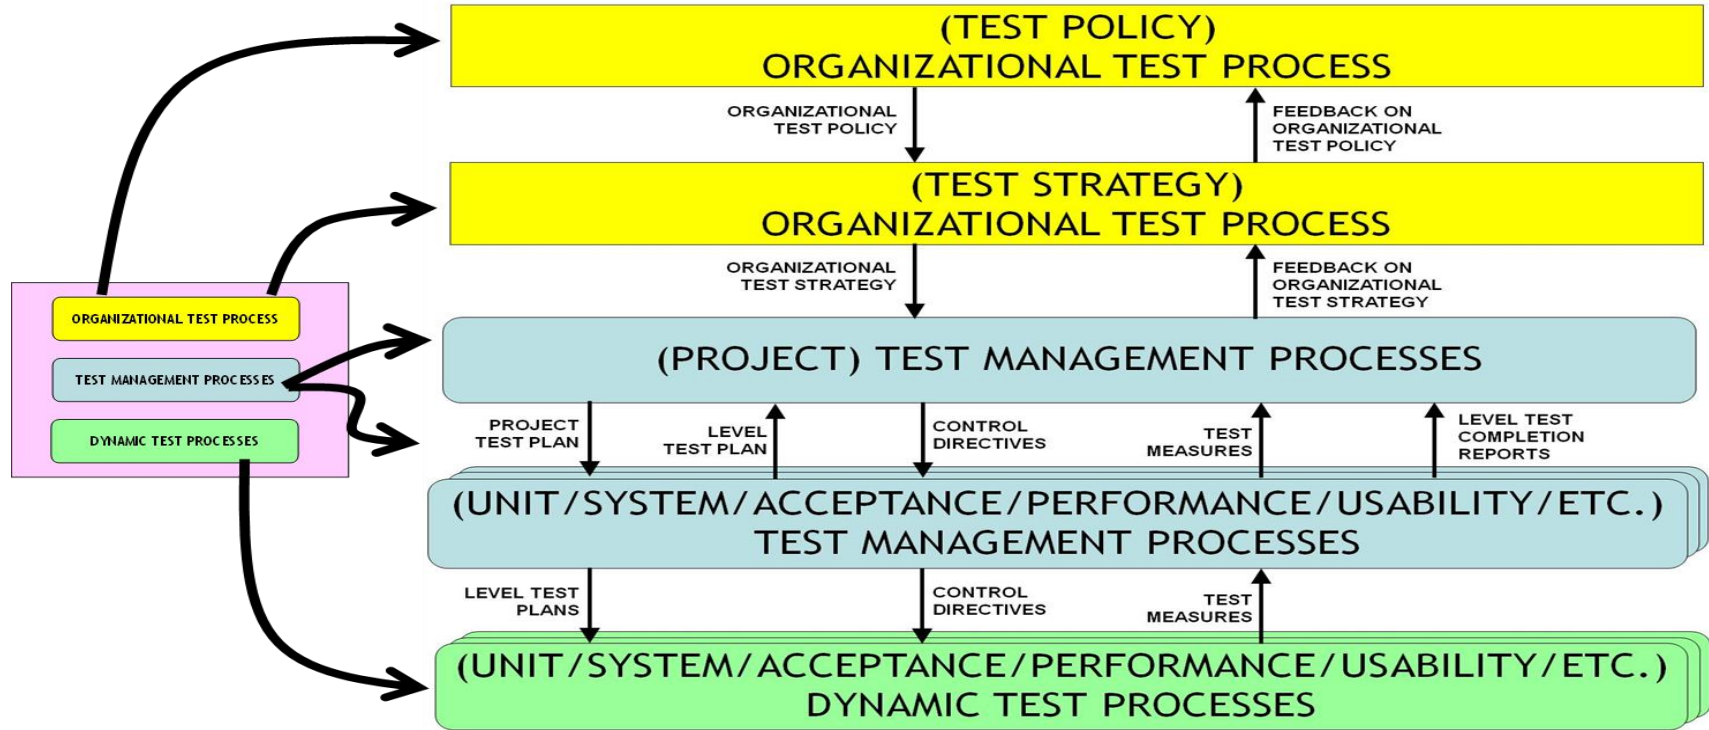 (TEST POLICY)
ORGANIZATIONAL TEST PROCESS
ORGANIZATIONAL
TEST POLICY
FEEDBACK ON
ORGANIZATIONAL
TEST POLICY
(TEST STRATEGY)
ORGANIZATIONAL TEST PROCESS
ORGANIZATIONAL
TEST STRATEGY
FEEDBACK ON
ORGANIZATIONAL
TEST STRATEGY
ORGANIZATIONAL TEST PROCESS
TEST MANAGEMENT PROCESSES
DYNAMIC TEST PROCESSES
(PROJECT) TEST MANAGEMENT PROCESSES
PROJECT
TEST PLAN
LEVEL
TEST PLAN
CONTROL
DIRECTIVES
TEST
MEASURES
LEVEL TEST
COMPLETION
REPORTS
(UNIT/SYSTEM/ACCEPTANCE/PERFORMANCE/USABILITY/ETC.)
TEST MANAGEMENT PROCESSES
LEVEL TEST
PLANS
CONTROL
DIRECTIVES
TEST
MEASURES
(UNIT/SYSTEM/ACCEPTANCE/PERFORMANCE/USABILITY/ETC.)
DYNAMIC TEST PROCESSES